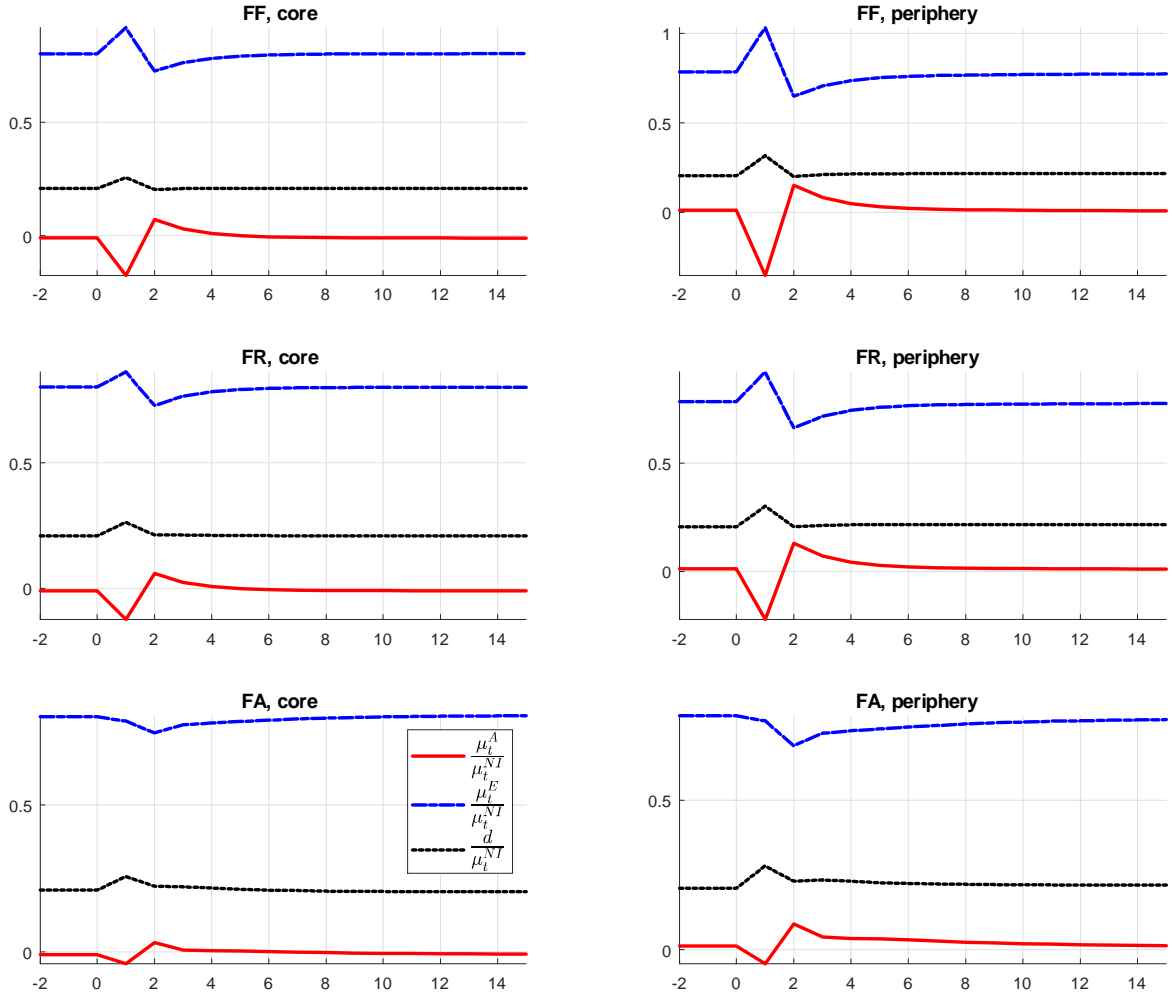 FF, core
0.5
0
-2 0 2 4 6 8 10 12 14
FF, periphery
1
0.5
0
-2 0 2 4 6 8 10 12 14
FR, core
0.5
0
-2 0 2 4 6 8 10 12 14
FR, periphery
0.5
0
-2 0 2 4 6 8 10 12 14
FA, core
0.5
0
-2 0 2 4 6 8 10 12 14
μ_t^A / μ_t^{NI}
μ_t^E / μ_t^{NI}
d / μ_t^{NI}
FA, periphery
0.5
0
-2 0 2 4 6 8 10 12 14